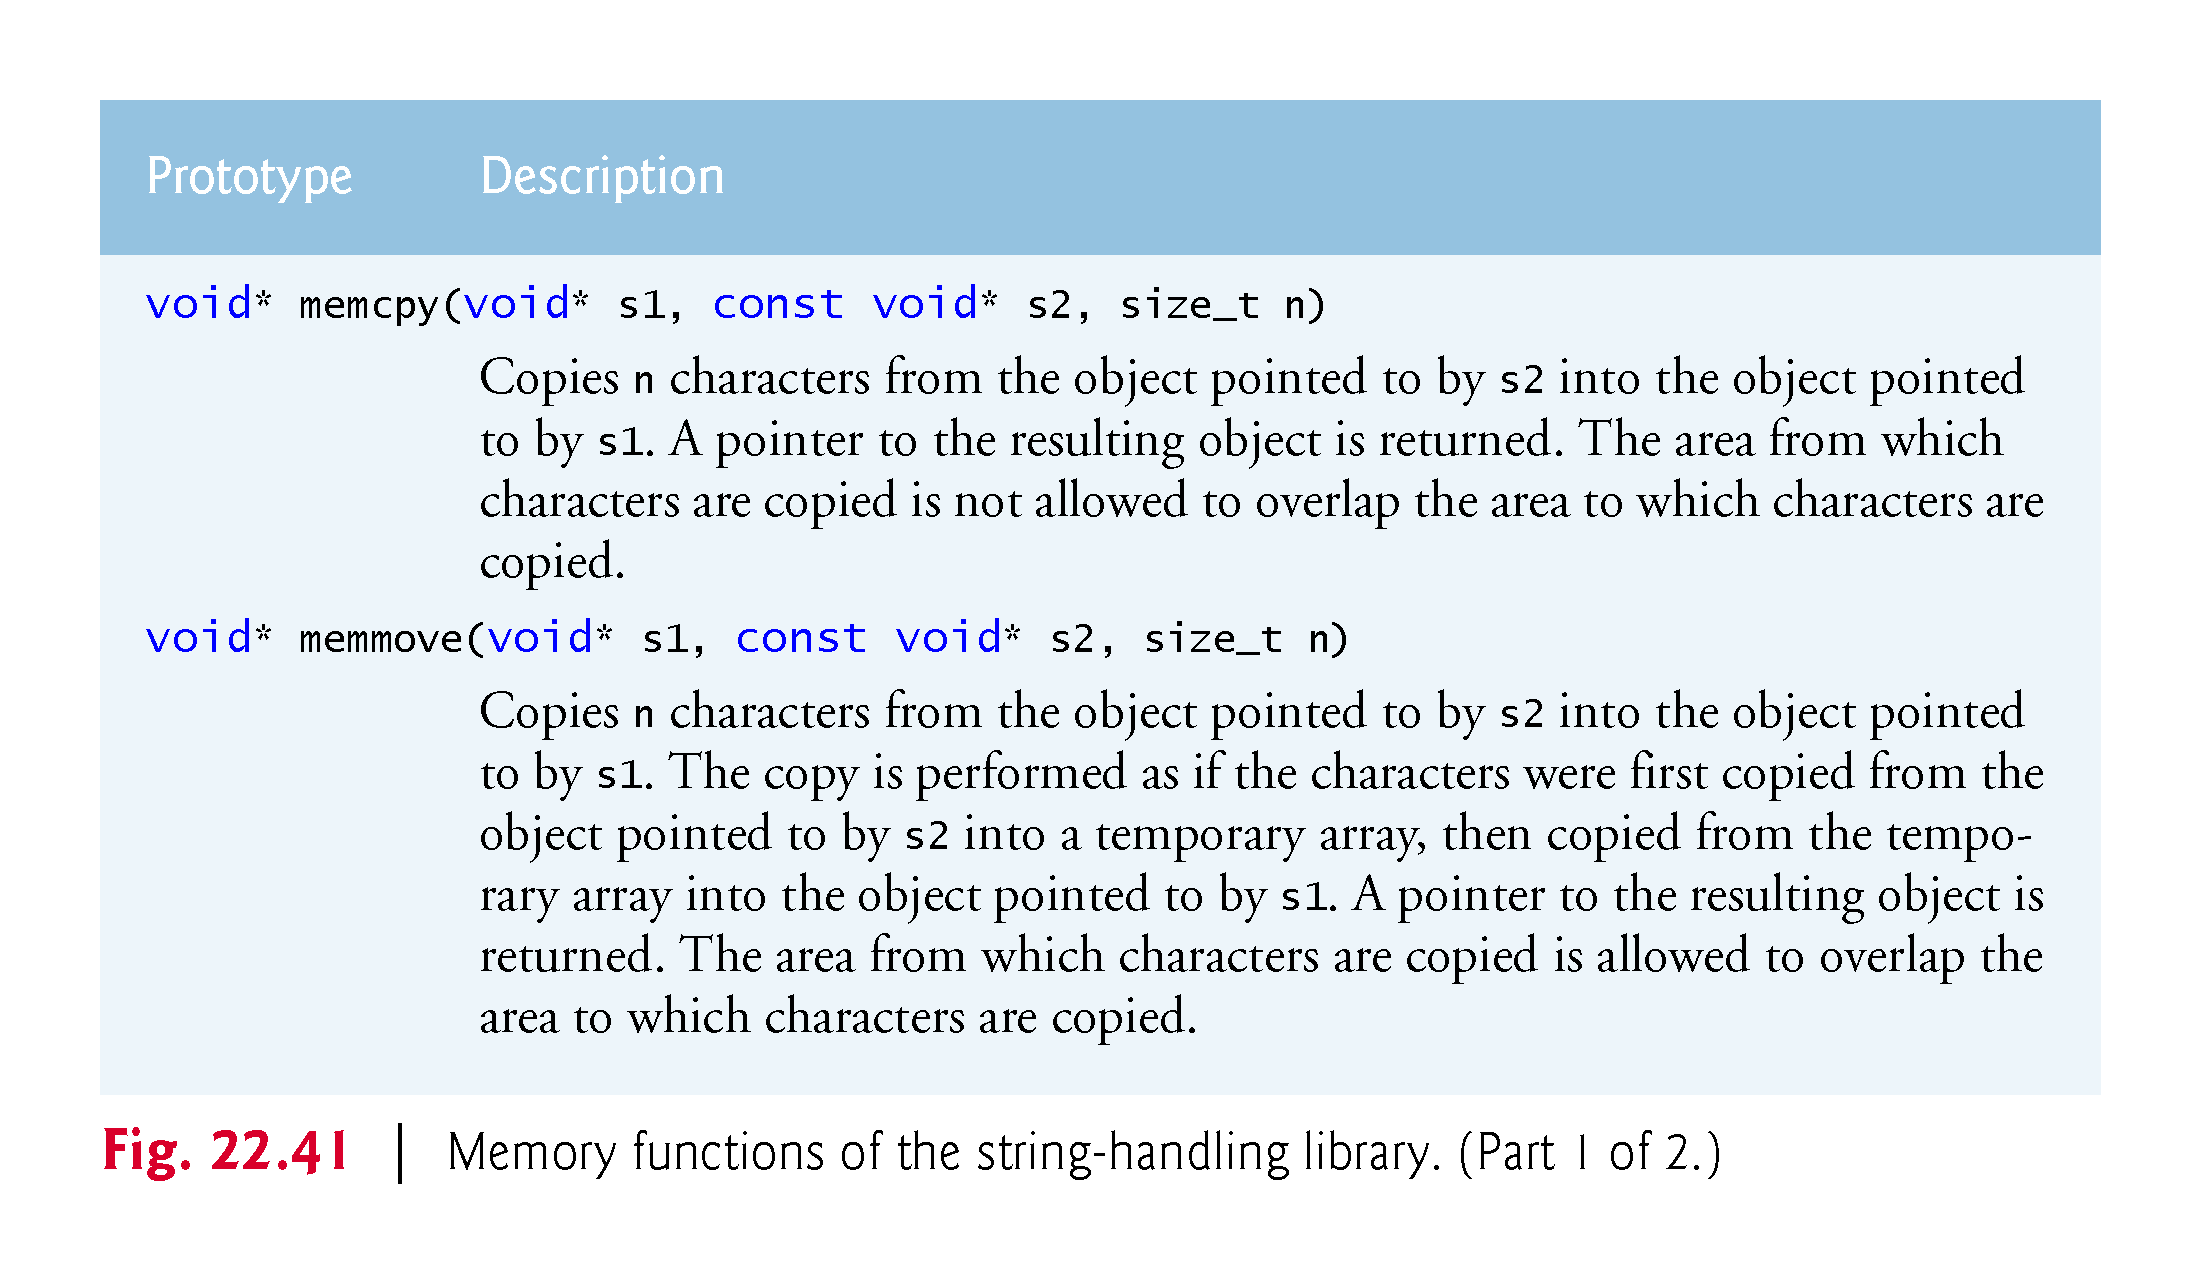 Prototype Description
void* memcpy(void* s1, const void* s2, size_t n)
Copies n characters from the object pointed to by s2 into the object pointed
to by s1. A pointer to the resulting object is returned. The area from which
characters are copied is not allowed to overlap the area to which characters are
copied.
void* memmove(void* s1, const void* s2, size_t n)
Copies n characters from the object pointed to by s2 into the object pointed
to by s1. The copy is performed as if the characters were first copied from the
object pointed to by s2 into a temporary array, then copied from the tempo-
rary array into the object pointed to by s1. A pointer to the resulting object is
returned. The area from which characters are copied is allowed to overlap the
area to which characters are copied.
Fig. 22.41 | Memory functions of the string-handling library. (Part 1 of 2.)